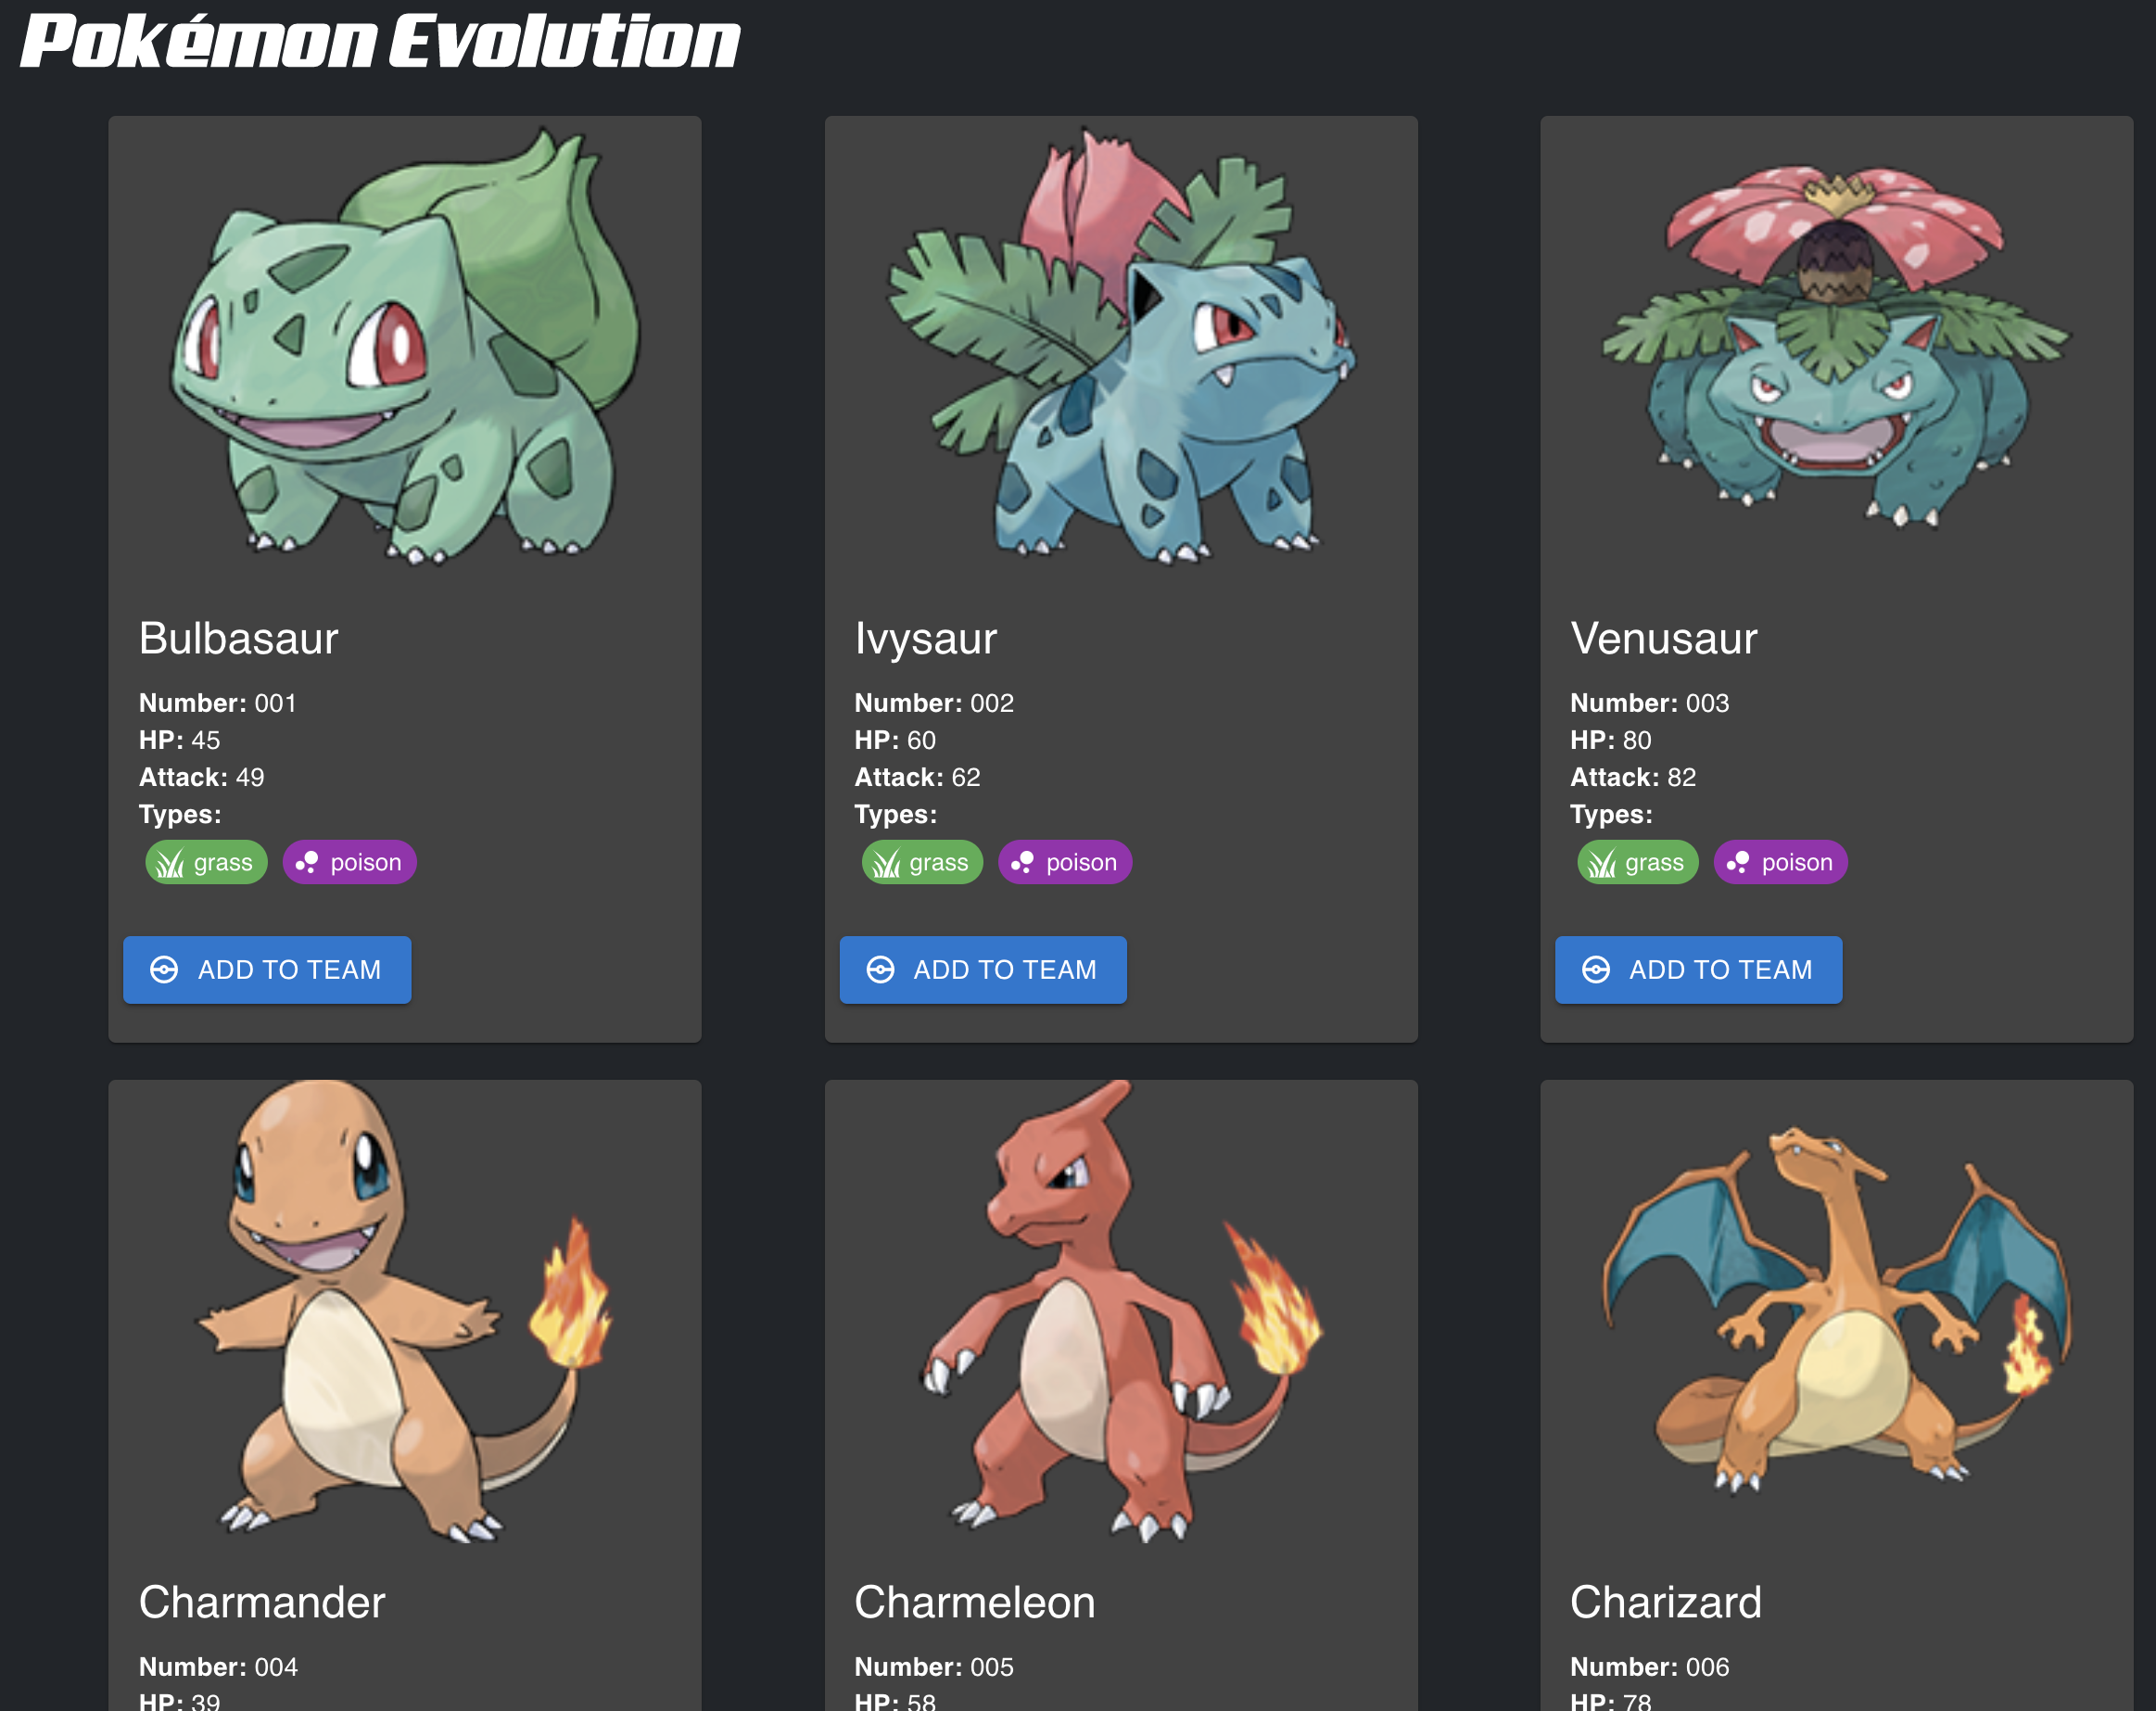 Pokémon Evolution
Bulbasaur
Number: 001
HP: 45
Attack: 49
Types:
grass poison
ADD TO TEAM
Ivysaur
Number: 002
HP: 60
Attack: 62
Types:
grass poison
ADD TO TEAM
Venusaur
Number: 003
HP: 80
Attack: 82
Types:
grass poison
ADD TO TEAM
Charmander
Number: 004
HP: 39
Charmeleon
Number: 005
HP: 58
Charizard
Number: 006
HP: 78